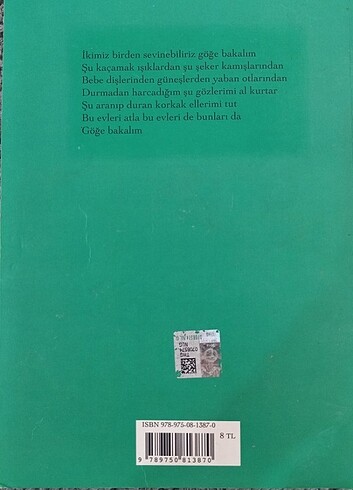 İkimiz birden sevinebiliriz göğe bakalım
Şu kaçamak ışıklardan şu şeker kamışlarından
Bebe dişlerinden güneşlerden yaban otlarından
Durmadan harcadığım şu gözlerimi al kurtar
Şu aranıp duran korkak ellerimi tut
Bu evleri atla bu evleri de bunları da
Göğe bakalım
ISBN 978-975-08-1387-0
8 TL
9 789750 813870